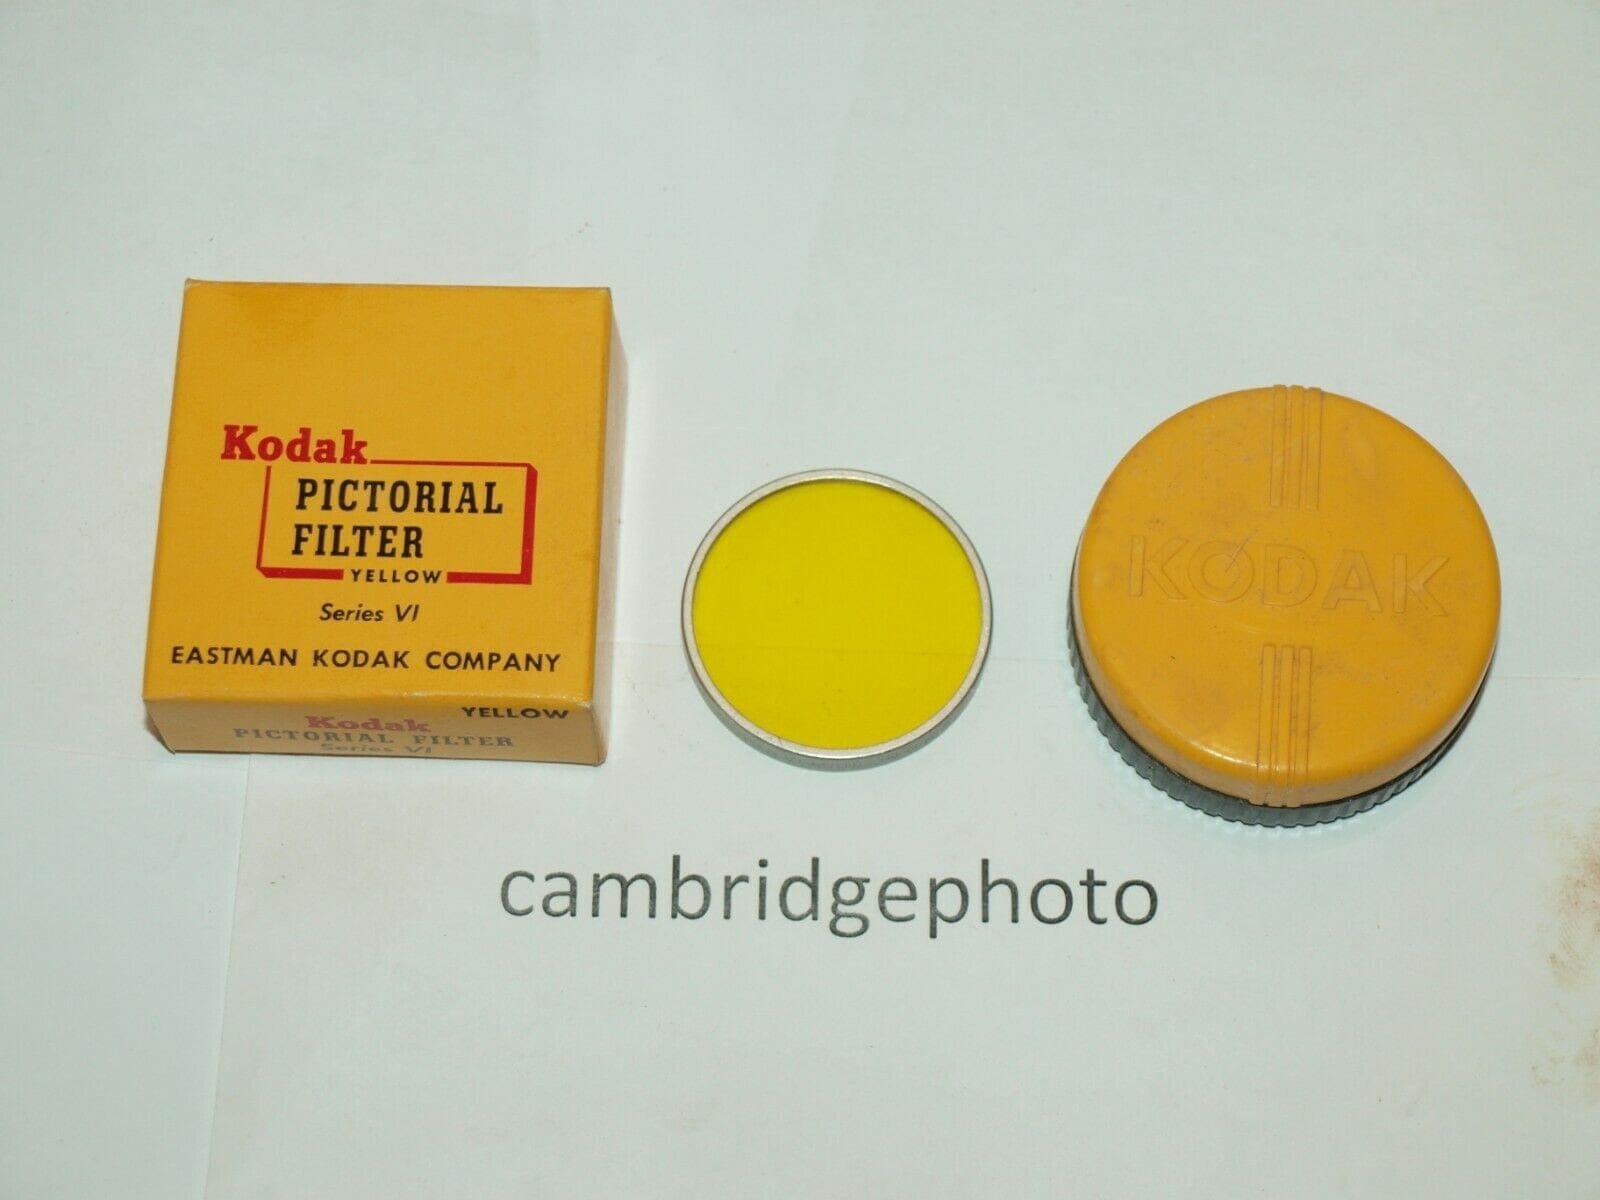 Kodak
PICTORIAL
FILTER
YELLOW
Series VI
EASTMAN KODAK COMPANY
YELLOW
Kodak
PICTORIAL FILTER
Series VI
KODAK
cambridgephoto